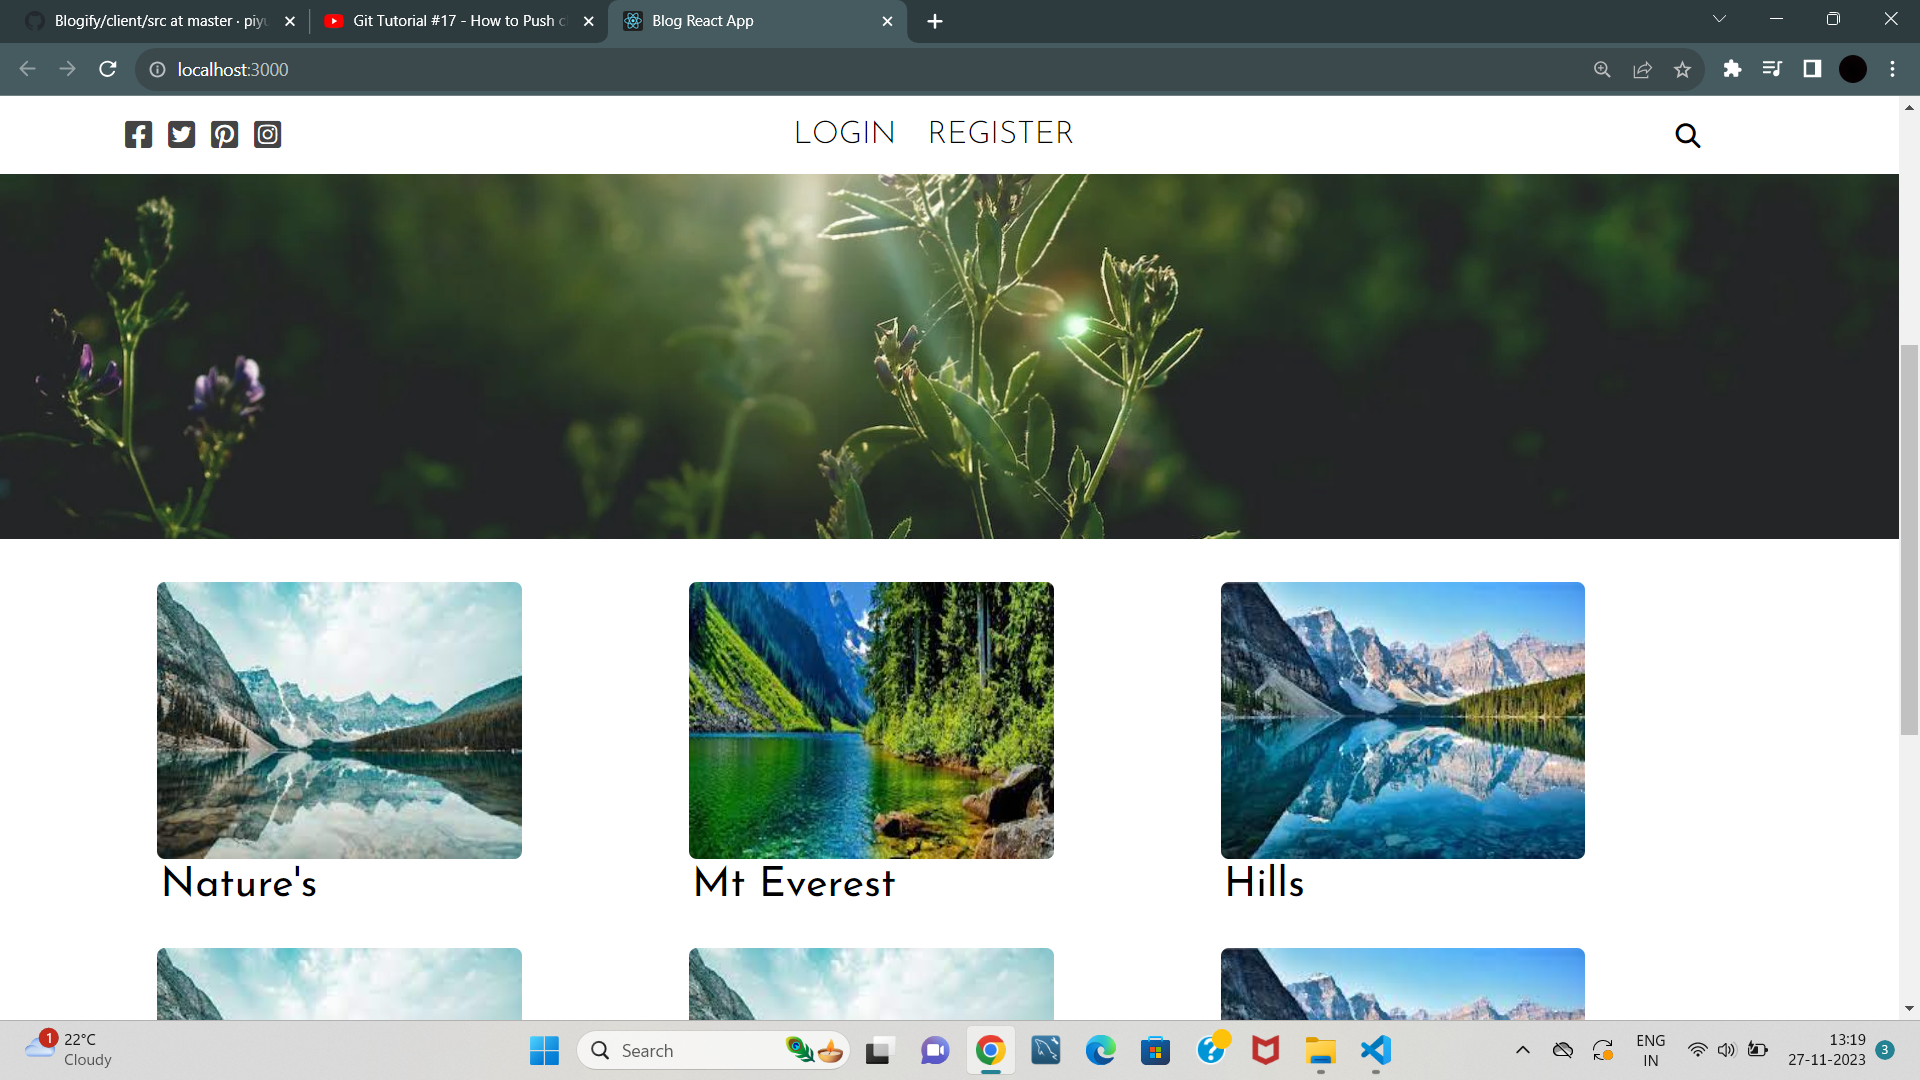 Blogify/client/src at master · piyu
Git Tutorial #17 - How to Push c
Blog React App
localhost:3000
LOGIN REGISTER
Nature's
Mt Everest
Hills
1
22°C
Cloudy
Search
ENG
IN
13:19
27-11-2023
3